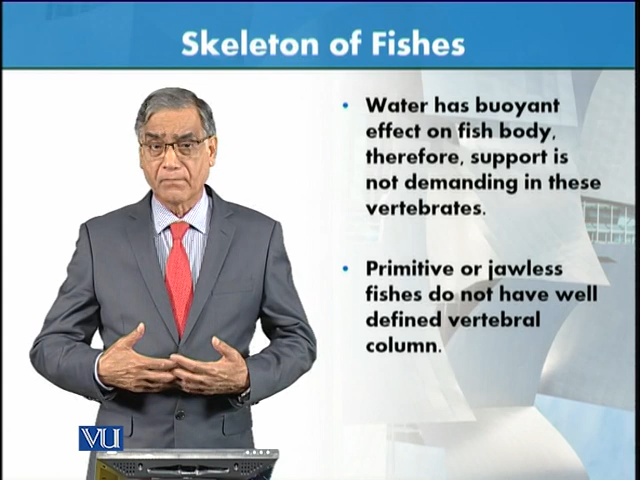 Skeleton of Fishes
• Water has buoyant
effect on fish body,
therefore, support is
not demanding in these
vertebrates.
• Primitive or jawless
fishes do not have well
defined vertebral
column.
VU